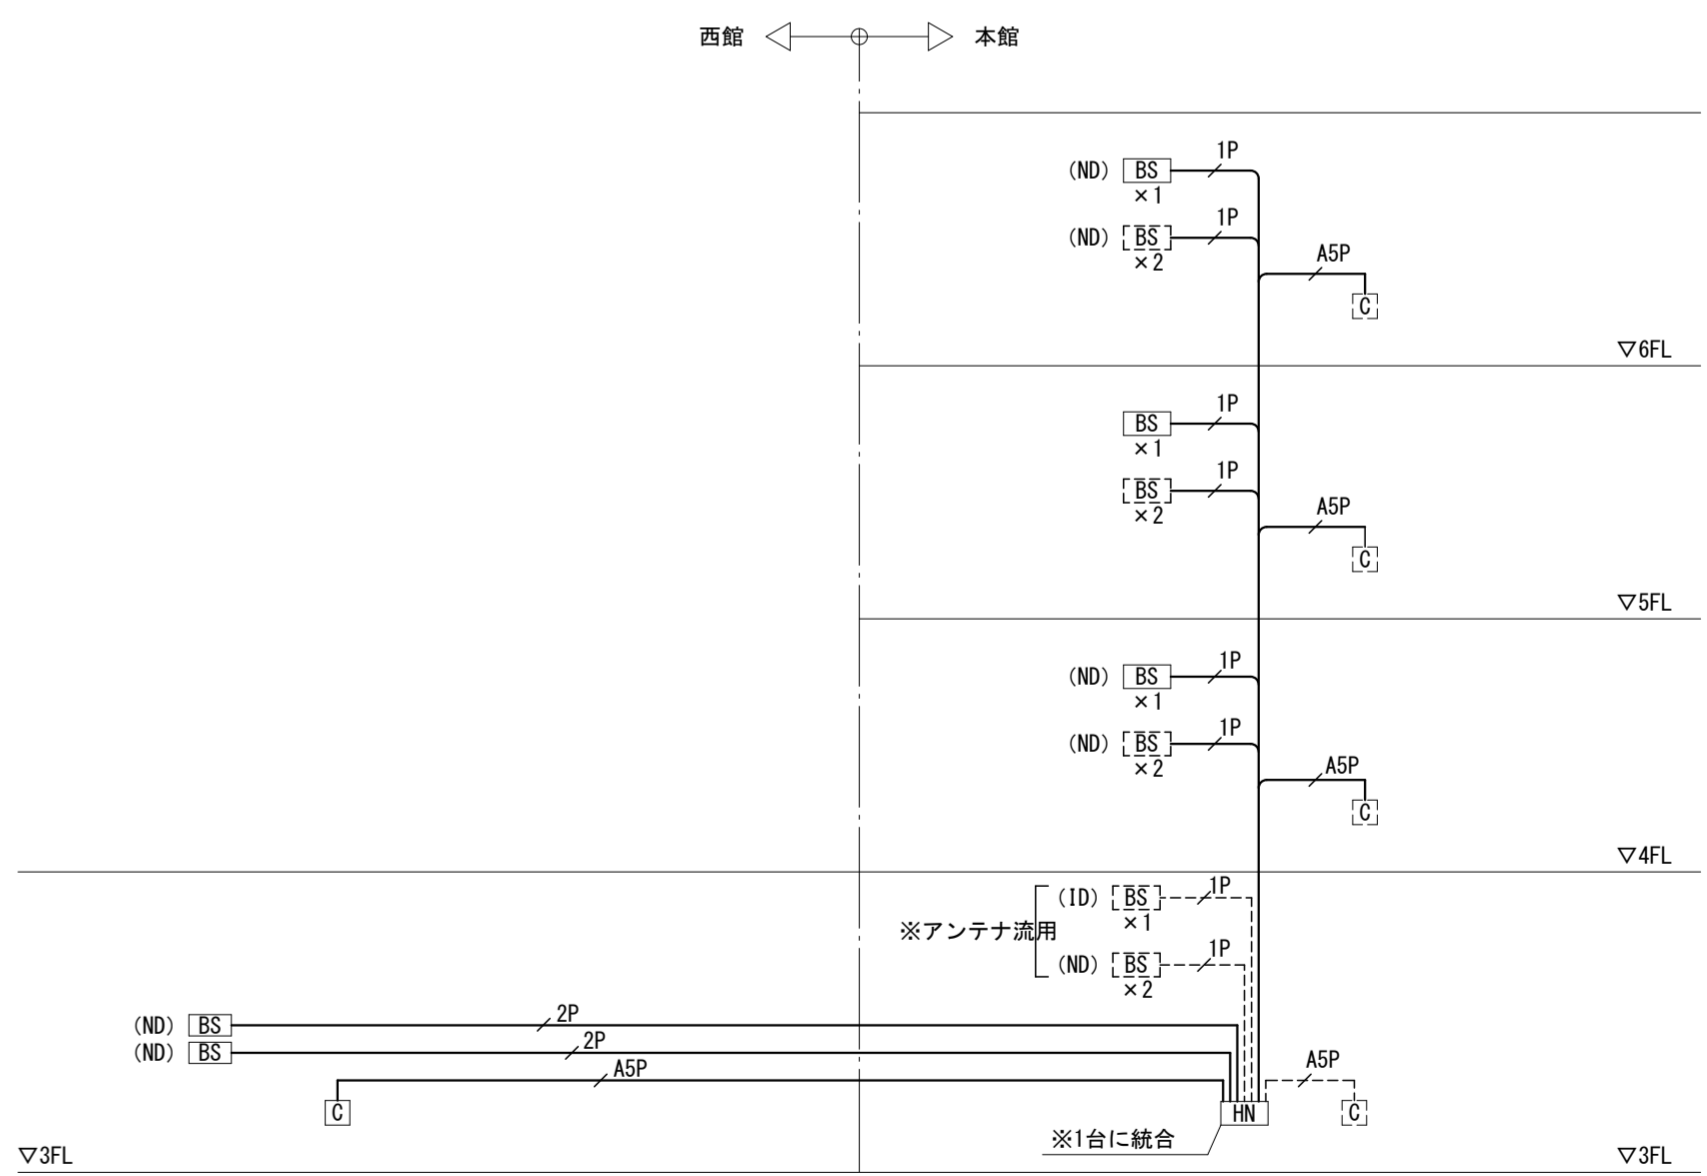 西館 本館
1P
(ND) BS
×1
1P
(ND) BS
×2
A5P
C
▽6FL
1P
BS
×1
1P
BS
×2
A5P
C
▽5FL
1P
(ND) BS
×1
1P
(ND) BS
×2
A5P
C
▽4FL
1P
(ID) BS
×1
※アンテナ流用
1P
(ND) BS
×2
(ND) BS 2P
(ND) BS 2P
A5P
A5P
C
HN
C
※1台に統合
▽3FL ▽3FL